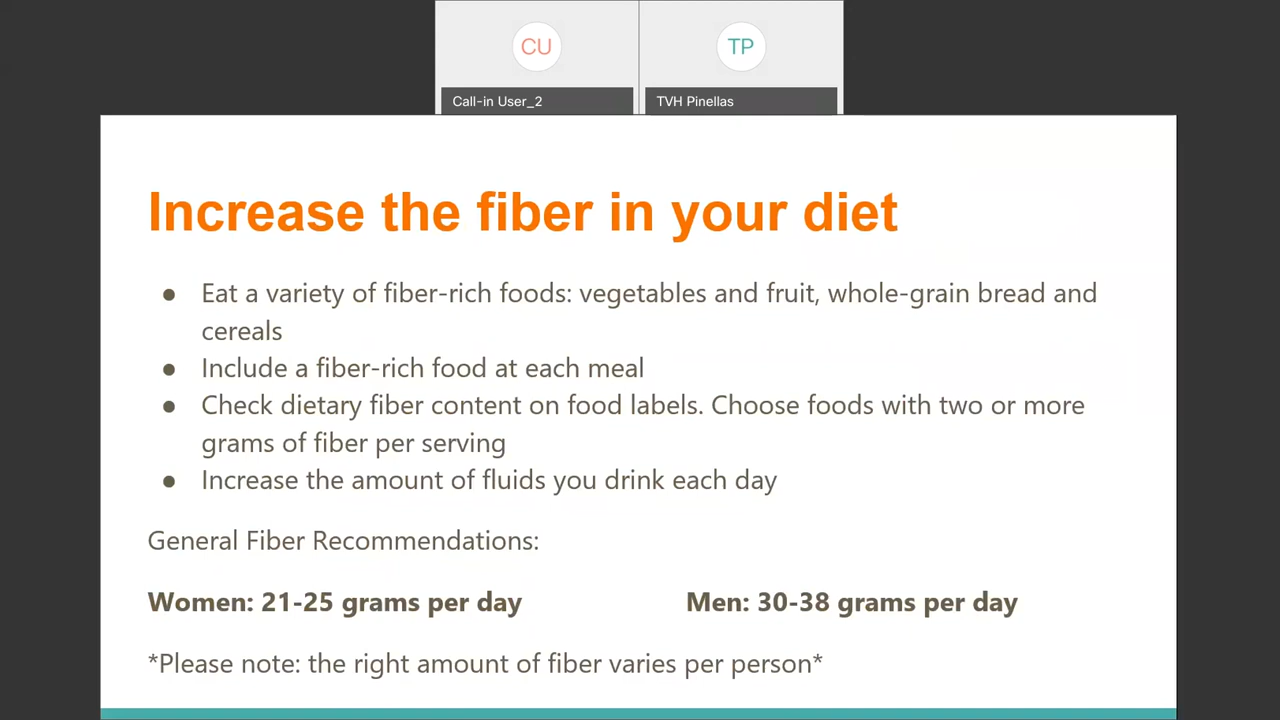 CU
TP
Call-in User_2
TVH Pinellas
Increase the fiber in your diet
● Eat a variety of fiber-rich foods: vegetables and fruit, whole-grain bread and
cereals
● Include a fiber-rich food at each meal
● Check dietary fiber content on food labels. Choose foods with two or more
grams of fiber per serving
● Increase the amount of fluids you drink each day
General Fiber Recommendations:
Women: 21-25 grams per day Men: 30-38 grams per day
*Please note: the right amount of fiber varies per person*